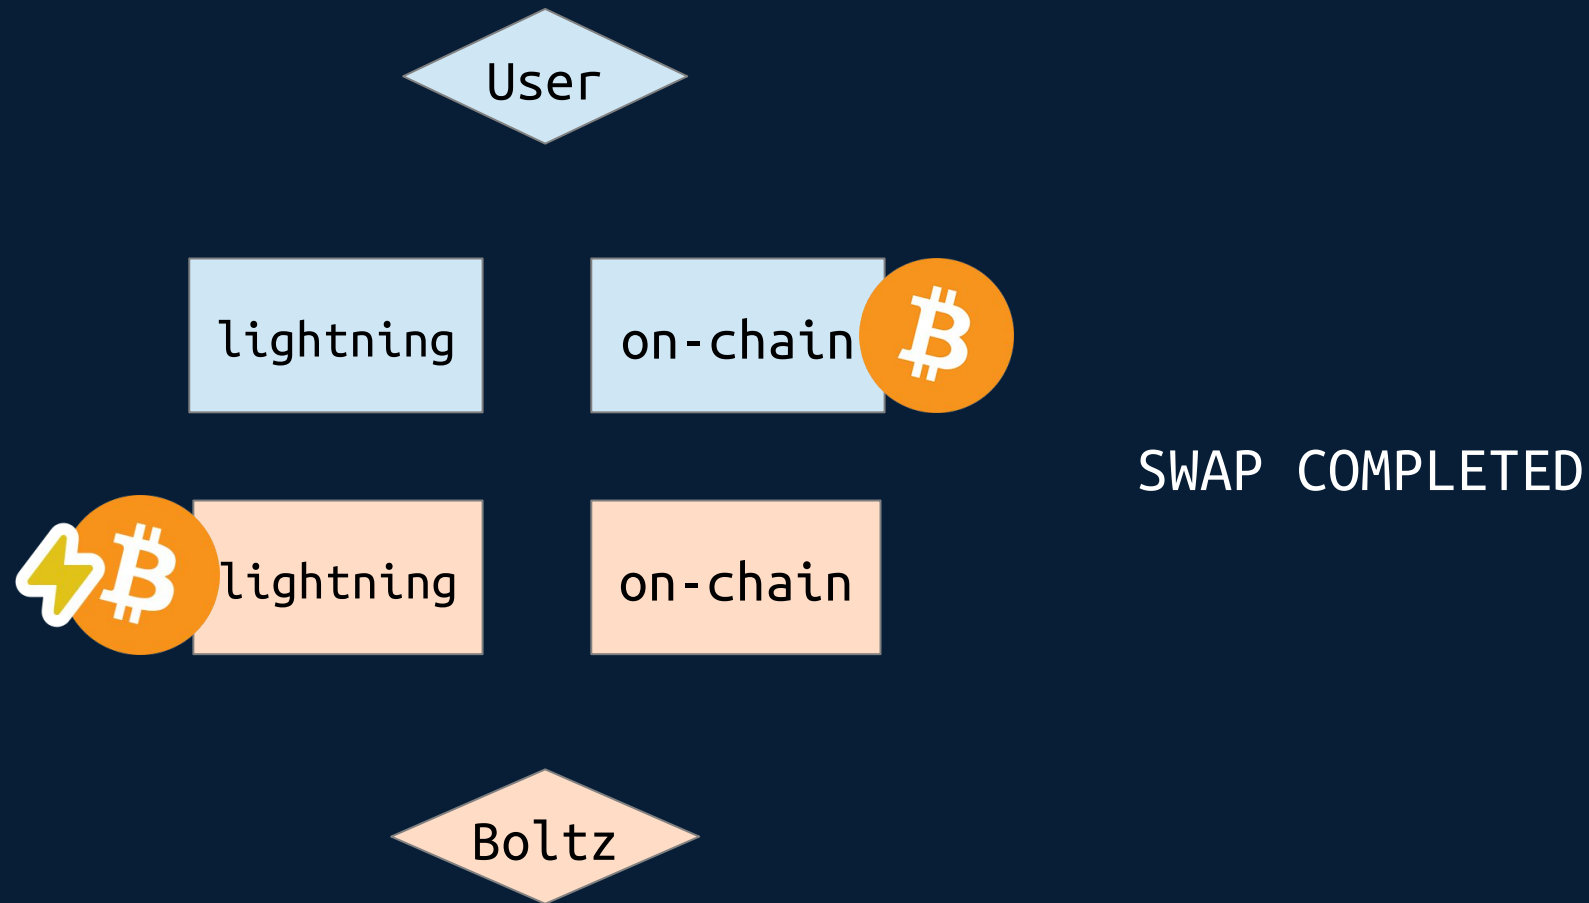 User
lightning
on-chain
SWAP COMPLETED
lightning
on-chain
Boltz